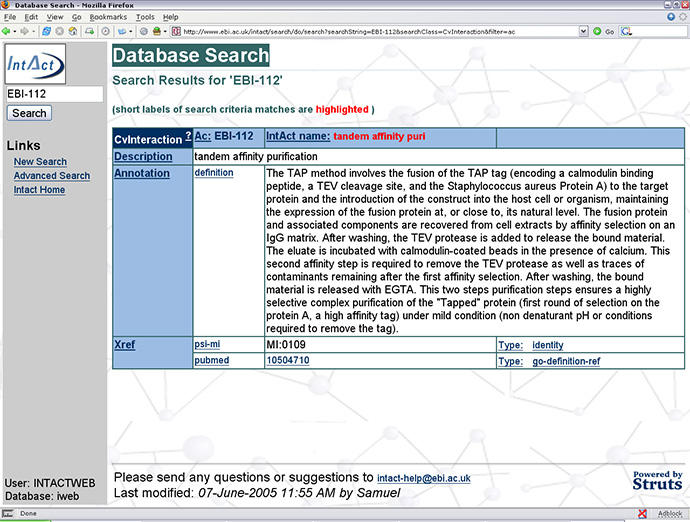 Database Search - Mozilla Firefox
File Edit View Go Bookmarks Tools Help
http://www.ebi.ac.uk/intact/search/do/search?searchString=EBI-112&searchClass=CvInteraction&filter=ac
Go
IntAct
EBI-112
Search
Links
New Search
Advanced Search
Intact Home
User: INTACTWEB
Database: iweb
Database Search
Search Results for 'EBI-112'
(short labels of search criteria matches are highlighted )
CvInteraction ? Ac: EBI-112 IntAct name: tandem affinity puri
Description tandem affinity purification
Annotation definition The TAP method involves the fusion of the TAP tag (encoding a calmodulin binding
peptide, a TEV cleavage site, and the Staphylococcus aureus Protein A) to the target
protein and the introduction of the construct into the host cell or organism, maintaining
the expression of the fusion protein at, or close to, its natural level. The fusion protein
and associated components are recovered from cell extracts by affinity selection on an
IgG matrix. After washing, the TEV protease is added to release the bound material.
The eluate is incubated with calmodulin-coated beads in the presence of calcium. This
second affinity step is required to remove the TEV protease as well as traces of
contaminants remaining after the first affinity selection. After washing, the bound
material is released with EGTA. This two steps purification steps ensures a highly
selective complex purification of the "Tapped" protein (first round of selection on the
protein A, a high affinity tag) under mild condition (non denaturant pH or conditions
required to remove the tag).
Xref psi-mi MI:0109 Type: identity
pubmed 10504710 Type: go-definition-ref
Please send any questions or suggestions to intact-help@ebi.ac.uk
Last modified: 07-June-2005 11:55 AM by Samuel
Powered by
Struts
Done
Adblock